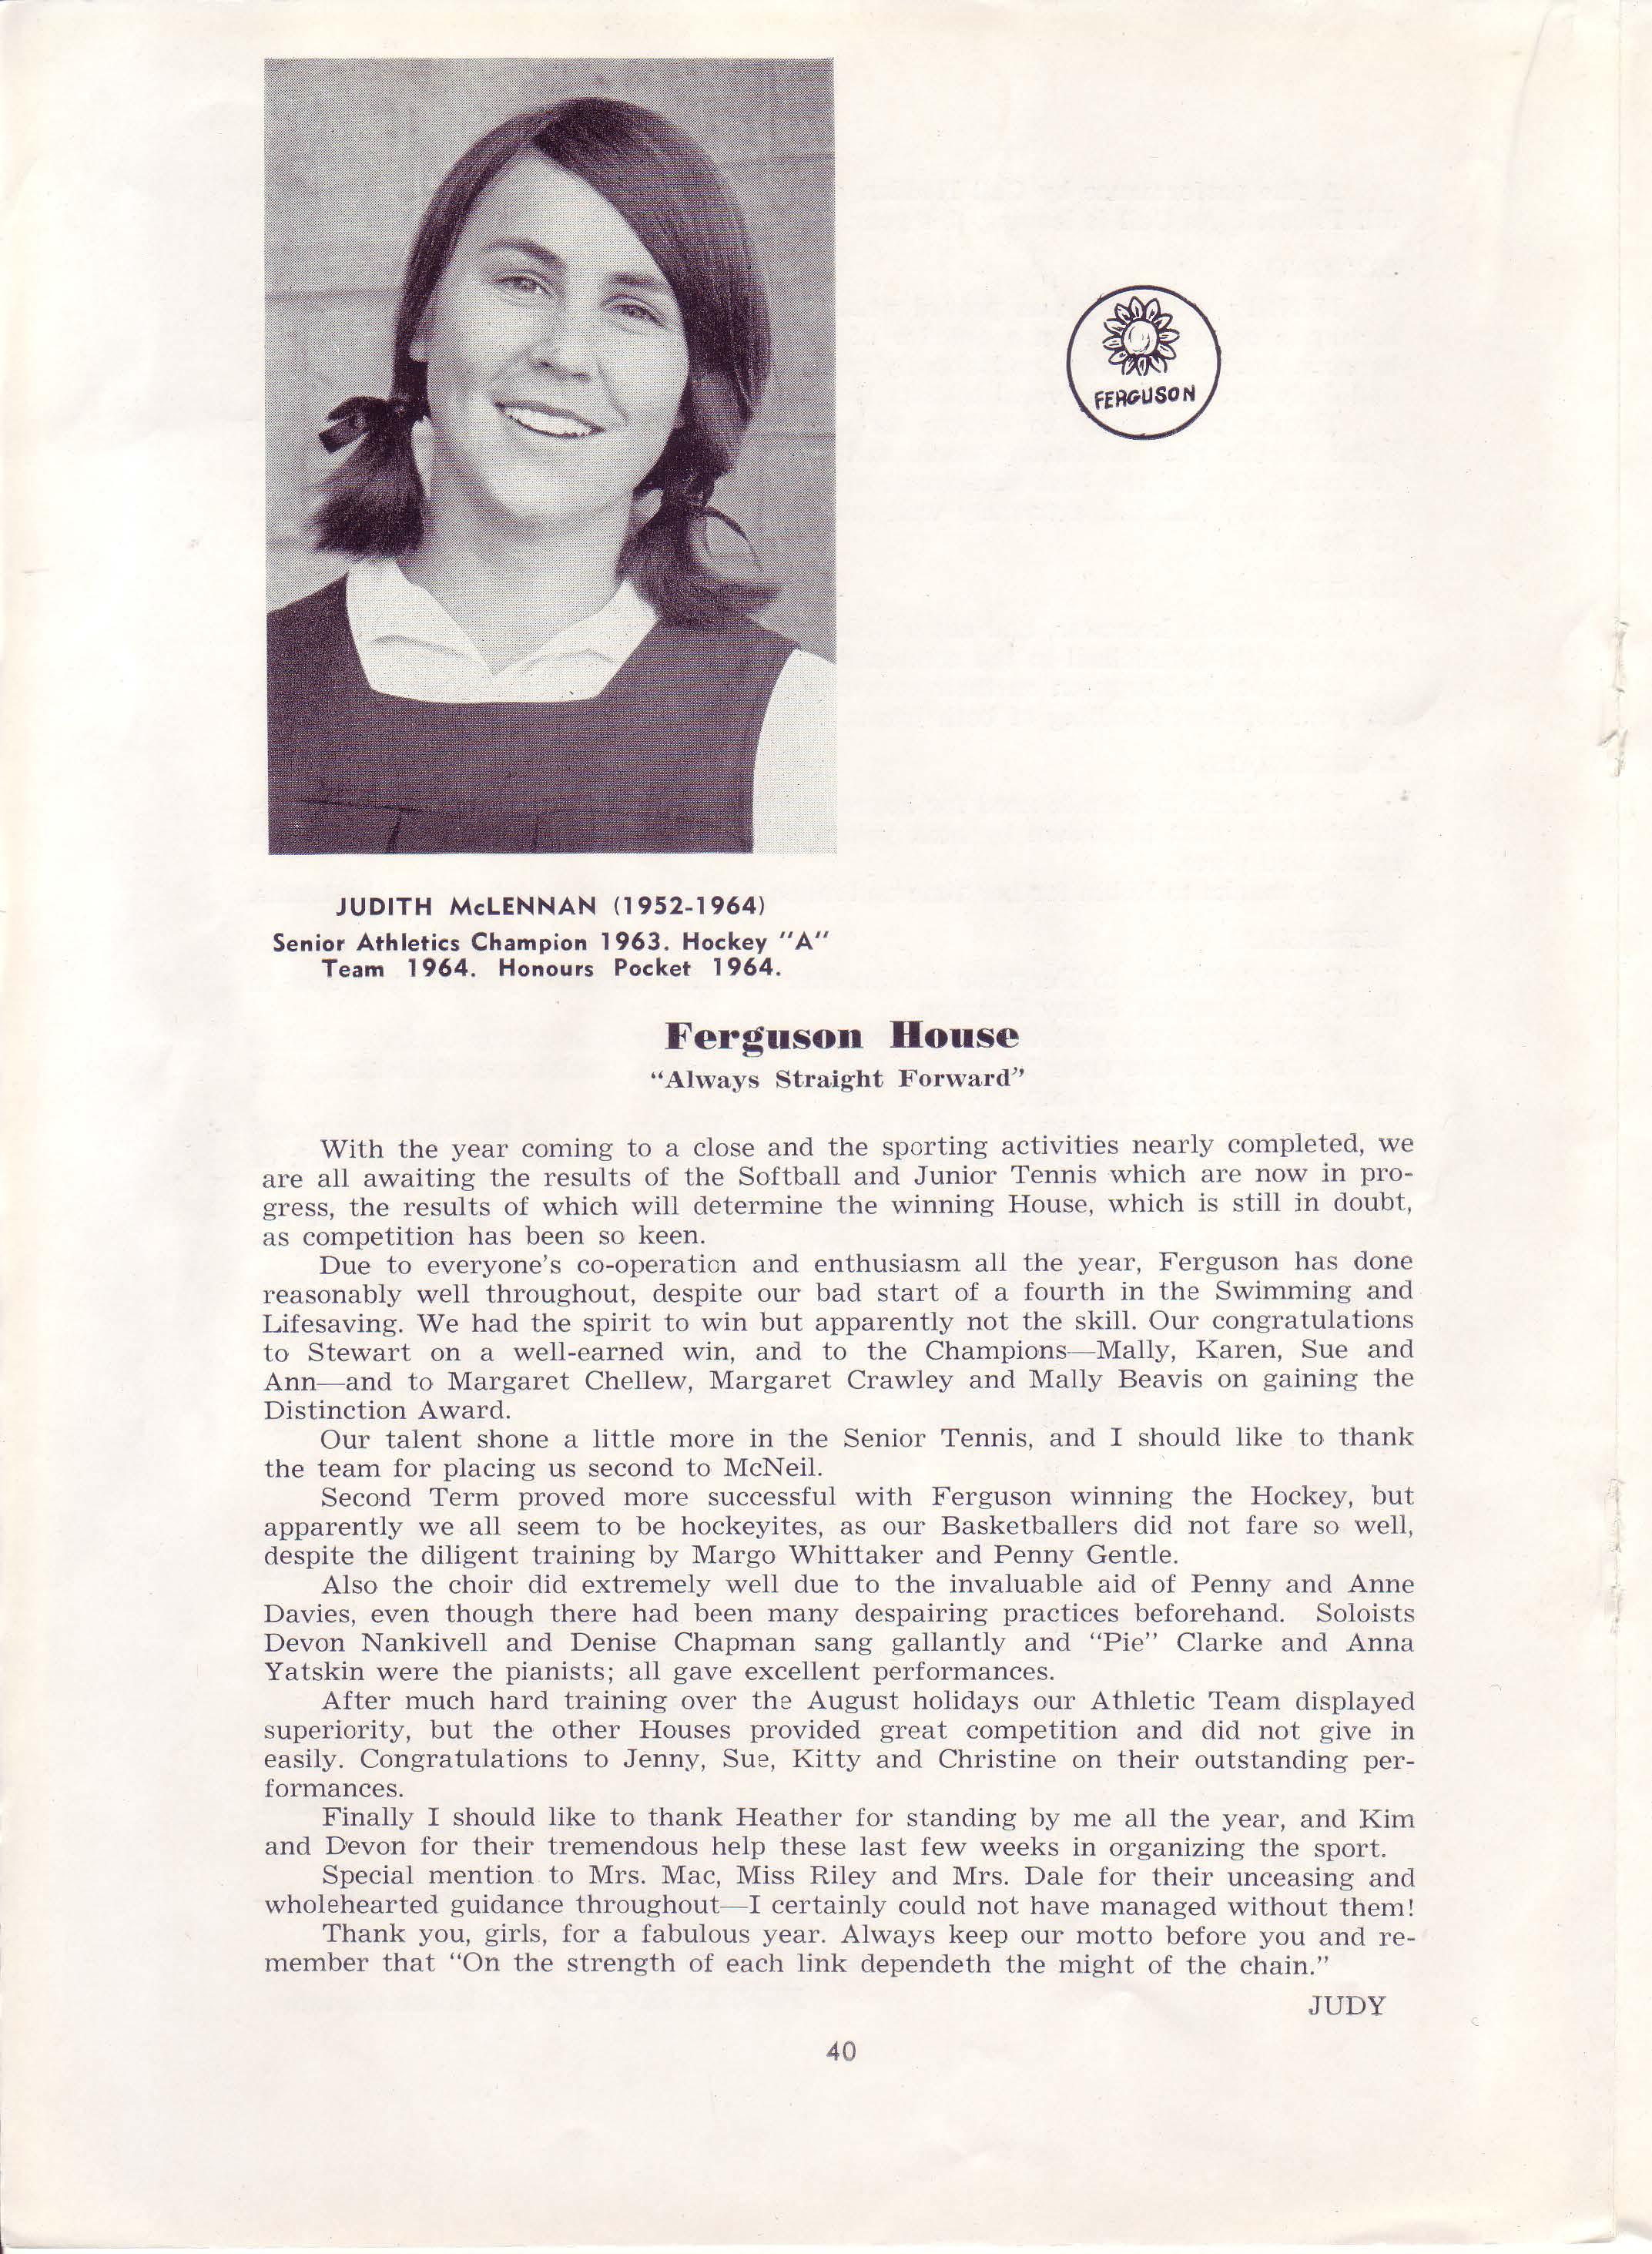 FERGUSON
JUDITH McLENNAN (1952-1964)
Senior Athletics Champion 1963. Hockey "A"
Team 1964. Honours Pocket 1964.
Ferguson House
"Always Straight Forward"
With the year coming to a close and the sporting activities nearly completed, we
are all awaiting the results of the Softball and Junior Tennis which are now in pro-
gress, the results of which will determine the winning House, which is still in doubt,
as competition has been so keen.
Due to everyone's co-operation and enthusiasm all the year, Ferguson has done
reasonably well throughout, despite our bad start of a fourth in the Swimming and
Lifesaving. We had the spirit to win but apparently not the skill. Our congratulations
to Stewart on a well-earned win, and to the Champions—Mally, Karen, Sue and
Ann—and to Margaret Chellew, Margaret Crawley and Mally Beavis on gaining the
Distinction Award.
Our talent shone a little more in the Senior Tennis, and I should like to thank
the team for placing us second to McNeil.
Second Term proved more successful with Ferguson winning the Hockey, but
apparently we all seem to be hockeyites, as our Basketballers did not fare so well,
despite the diligent training by Margo Whittaker and Penny Gentle.
Also the choir did extremely well due to the invaluable aid of Penny and Anne
Davies, even though there had been many despairing practices beforehand. Soloists
Devon Nankivell and Denise Chapman sang gallantly and "Pie" Clarke and Anna
Yatskin were the pianists; all gave excellent performances.
After much hard training over the August holidays our Athletic Team displayed
superiority, but the other Houses provided great competition and did not give in
easily. Congratulations to Jenny, Sue, Kitty and Christine on their outstanding per-
formances.
Finally I should like to thank Heather for standing by me all the year, and Kim
and Devon for their tremendous help these last few weeks in organizing the sport.
Special mention to Mrs. Mac, Miss Riley and Mrs. Dale for their unceasing and
wholehearted guidance throughout—I certainly could not have managed without them!
Thank you, girls, for a fabulous year. Always keep our motto before you and re-
member that "On the strength of each link dependeth the might of the chain."
JUDY
40